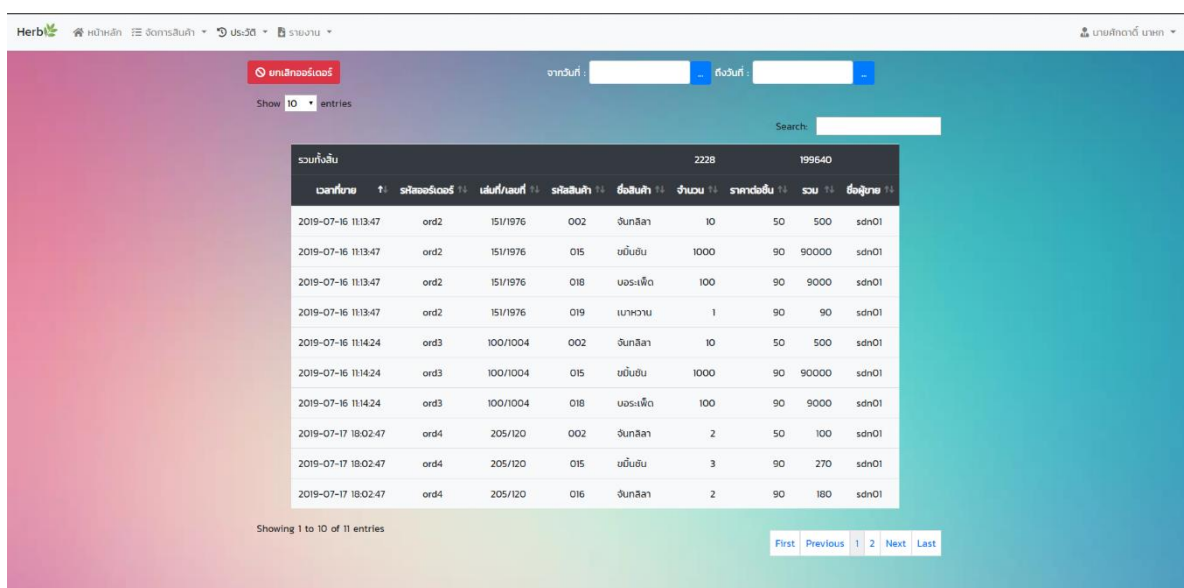 Herb หน้าหลัก จัดการสินค้า ประวัติ รายงาน นายศักดาดิ์ นาหก
ยกเลิกออร์เดอร์ จากวันที่ : ... ถึงวันที่ : ...
Show 10 entries
Search:
รวมทั้งสิ้น 2228 199640
เวลาที่ขาย รหัสออร์เดอร์ เล่มที่/เลขที่ รหัสสินค้า ชื่อสินค้า จำนวน ราคาต่อชิ้น รวม ชื่อผู้ขาย
2019-07-16 11:13:47 ord2 151/1976 002 จันทลีลา 10 50 500 sdn01
2019-07-16 11:13:47 ord2 151/1976 015 ขมิ้นชัน 1000 90 90000 sdn01
2019-07-16 11:13:47 ord2 151/1976 018 บอระเพ็ด 100 90 9000 sdn01
2019-07-16 11:13:47 ord2 151/1976 019 เบาหวาน 1 90 90 sdn01
2019-07-16 11:14:24 ord3 100/1004 002 จันทลีลา 10 50 500 sdn01
2019-07-16 11:14:24 ord3 100/1004 015 ขมิ้นชัน 1000 90 90000 sdn01
2019-07-16 11:14:24 ord3 100/1004 018 บอระเพ็ด 100 90 9000 sdn01
2019-07-17 18:02:47 ord4 205/120 002 จันทลีลา 2 50 100 sdn01
2019-07-17 18:02:47 ord4 205/120 015 ขมิ้นชัน 3 90 270 sdn01
2019-07-17 18:02:47 ord4 205/120 016 จันทลีลา 2 90 180 sdn01
Showing 1 to 10 of 11 entries
First Previous 1 2 Next Last